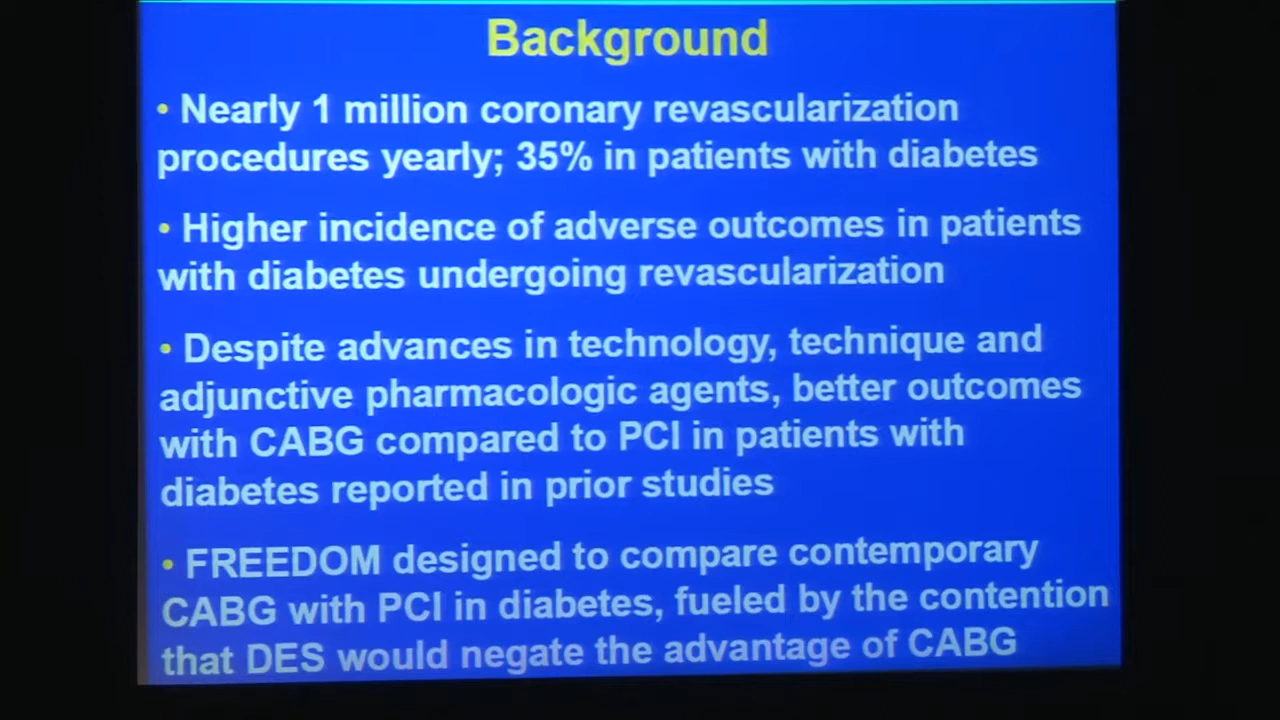 Background
• Nearly 1 million coronary revascularization
procedures yearly; 35% in patients with diabetes
• Higher incidence of adverse outcomes in patients
with diabetes undergoing revascularization
• Despite advances in technology, technique and
adjunctive pharmacologic agents, better outcomes
with CABG compared to PCI in patients with
diabetes reported in prior studies
• FREEDOM designed to compare contemporary
CABG with PCI in diabetes, fueled by the contention
that DES would negate the advantage of CABG